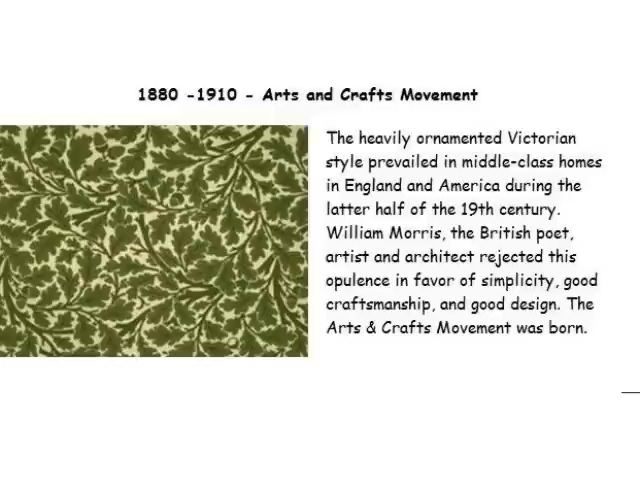 1880 -1910 - Arts and Crafts Movement
The heavily ornamented Victorian
style prevailed in middle-class homes
in England and America during the
latter half of the 19th century.
William Morris, the British poet,
artist and architect rejected this
opulence in favor of simplicity, good
craftsmanship, and good design. The
Arts & Crafts Movement was born.